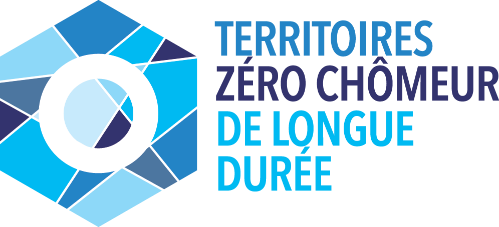 TERRITOIRES
ZÉRO CHÔMEUR
DE LONGUE
DURÉE